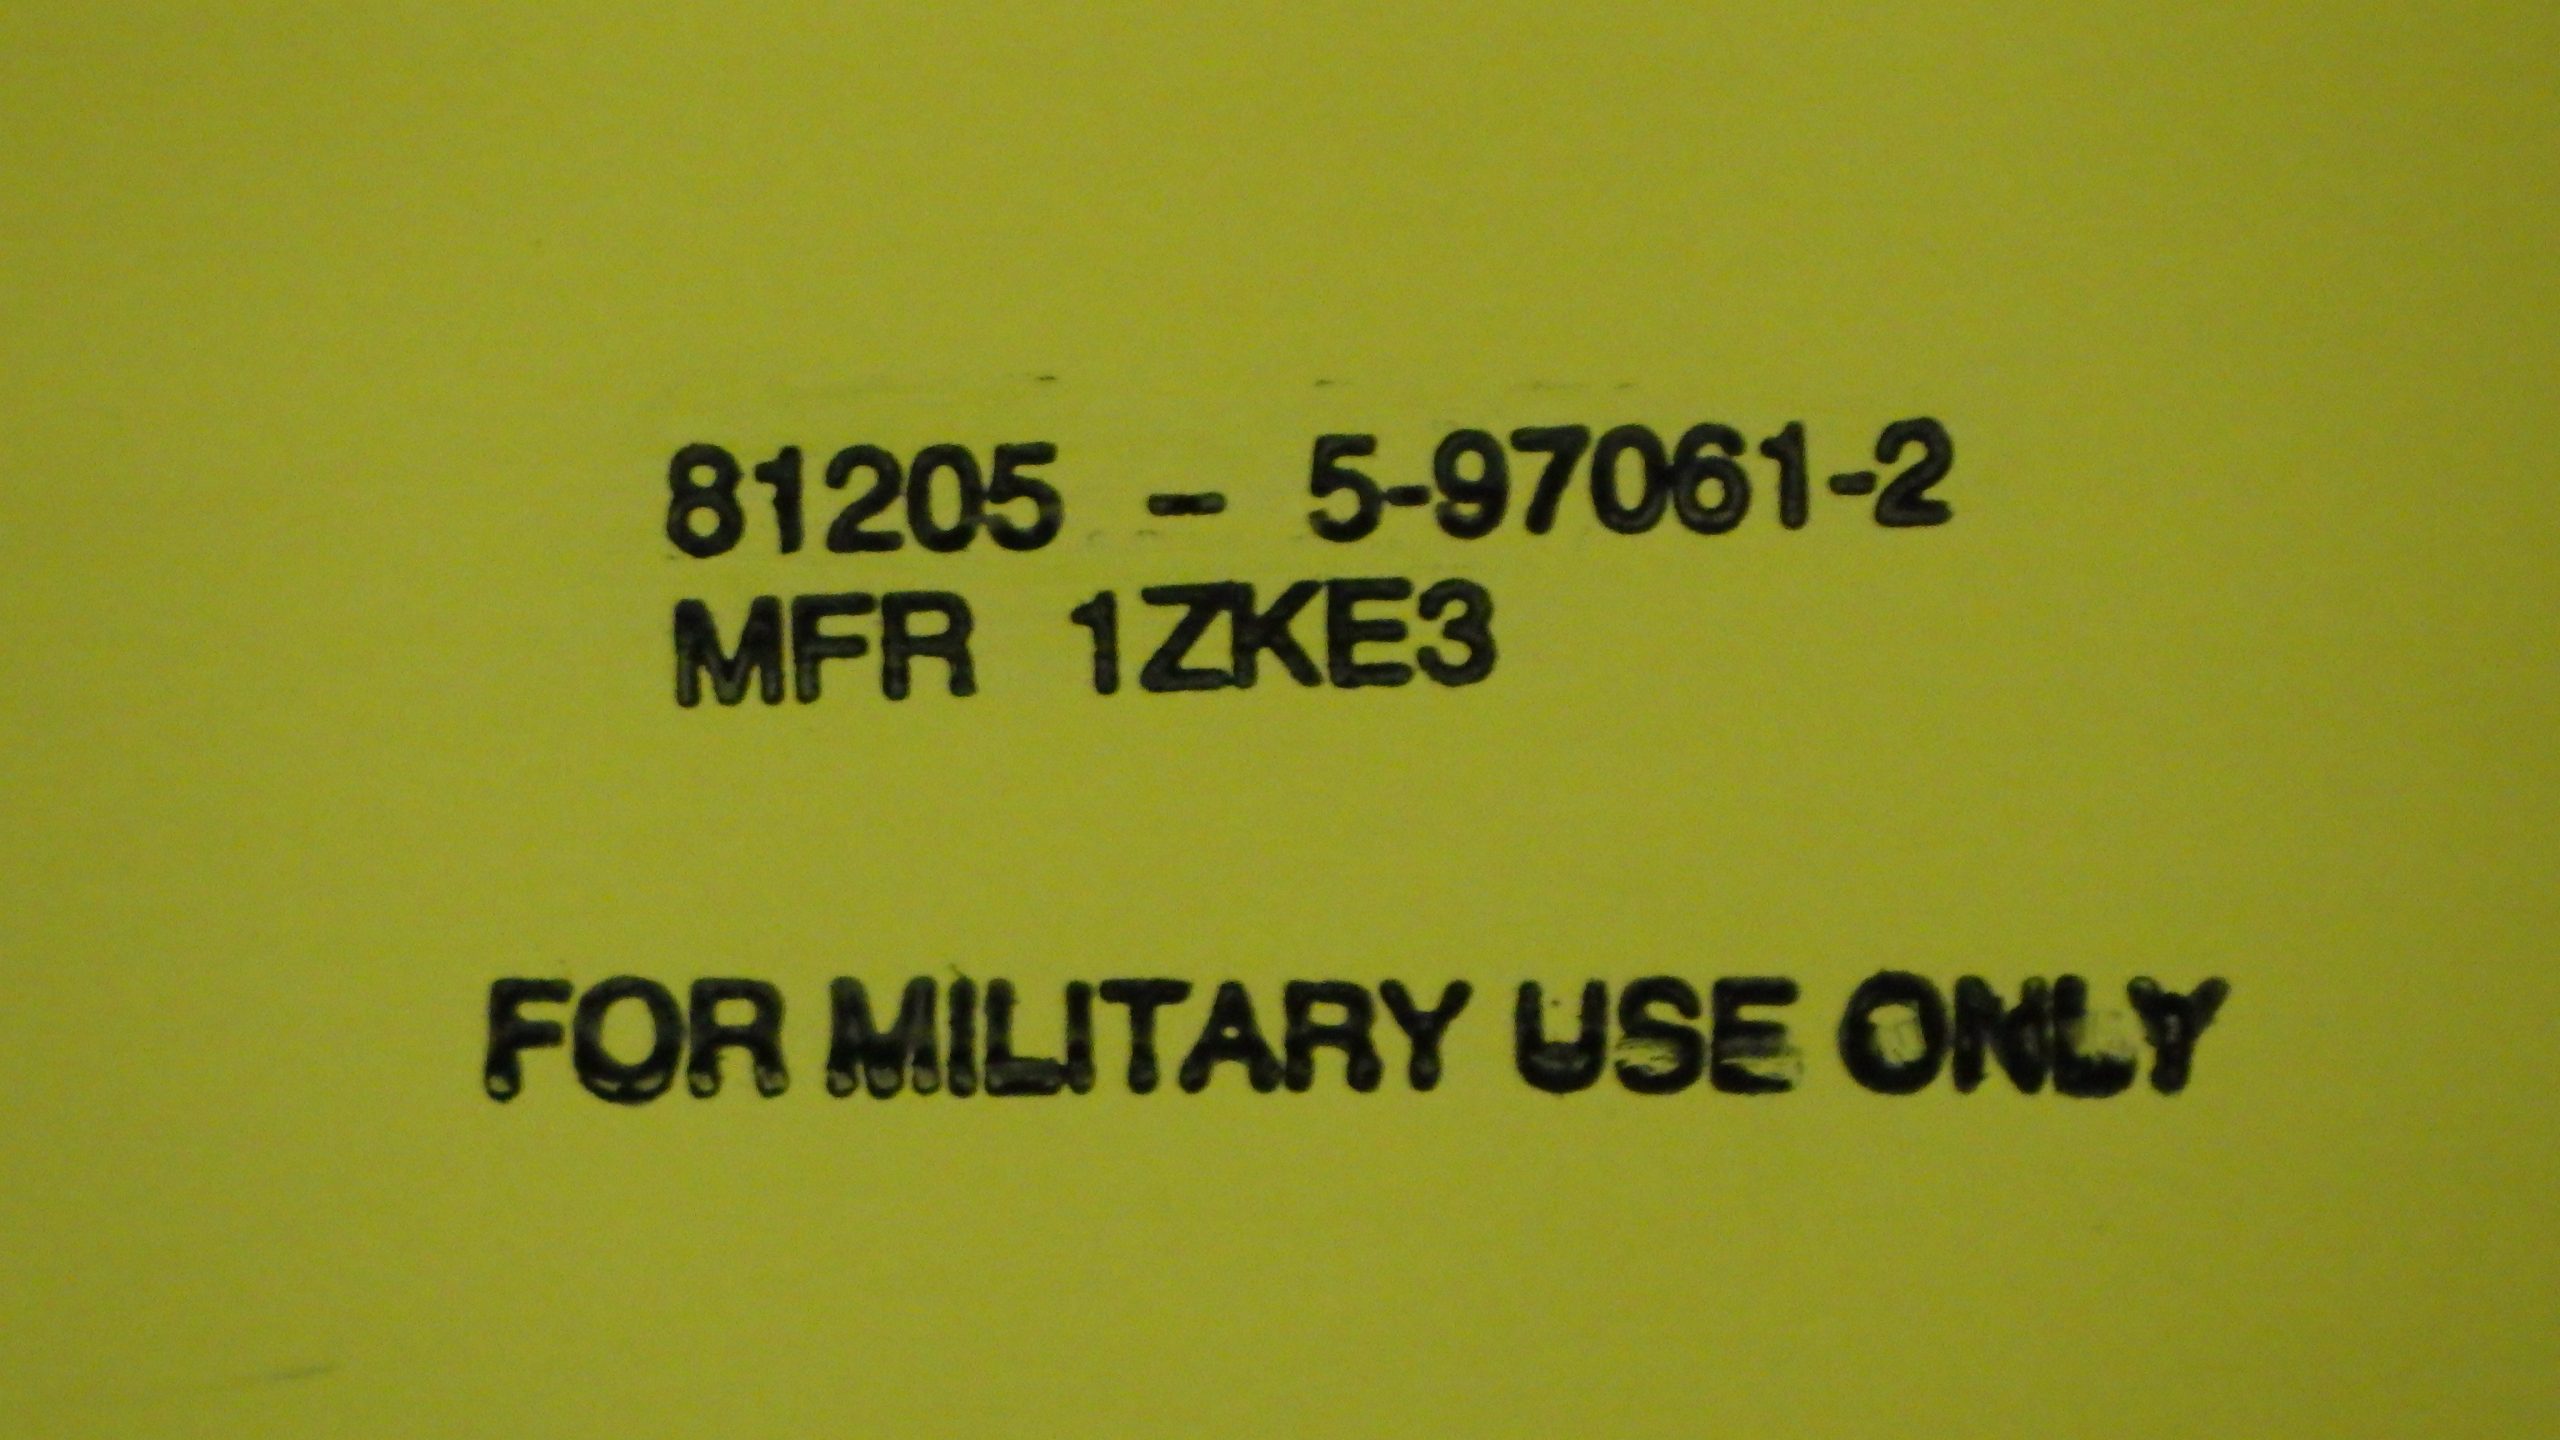 81205 - 5-97061-2
MFR 1ZKE3
FOR MILITARY USE ONLY